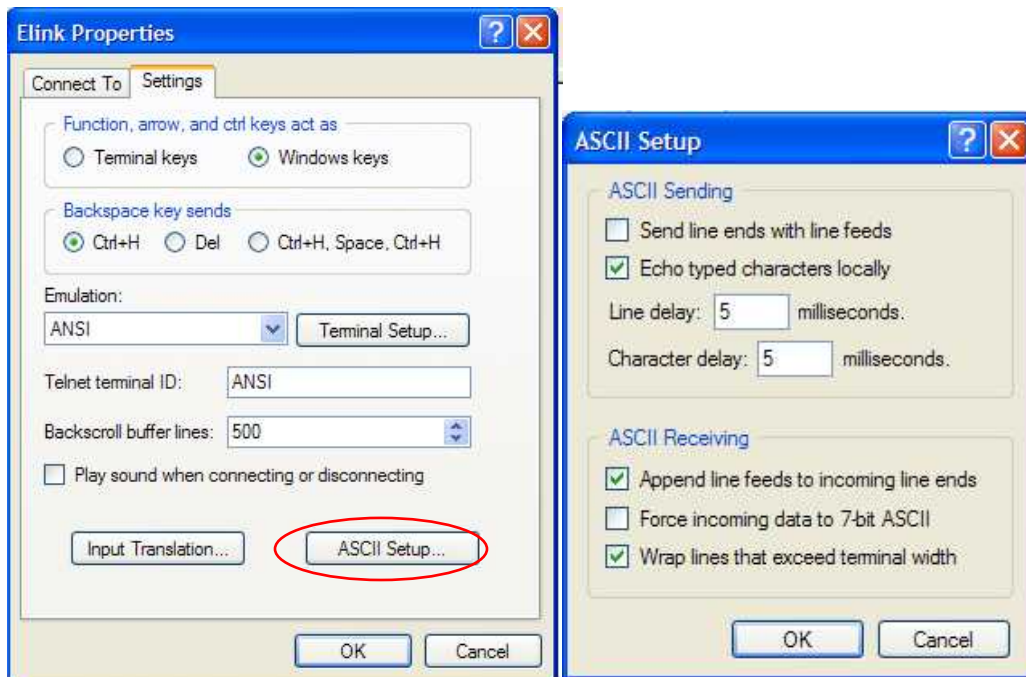 Elink Properties
Connect To
Settings
Function, arrow, and ctrl keys act as
Terminal keys
Windows keys
Backspace key sends
Ctrl+H
Del
Ctrl+H, Space, Ctrl+H
Emulation:
ANSI
Terminal Setup...
Telnet terminal ID:
ANSI
Backscroll buffer lines:
500
Play sound when connecting or disconnecting
Input Translation...
ASCII Setup...
OK
Cancel
ASCII Setup
ASCII Sending
Send line ends with line feeds
Echo typed characters locally
Line delay: 5 milliseconds.
Character delay: 5 milliseconds.
ASCII Receiving
Append line feeds to incoming line ends
Force incoming data to 7-bit ASCII
Wrap lines that exceed terminal width
OK
Cancel